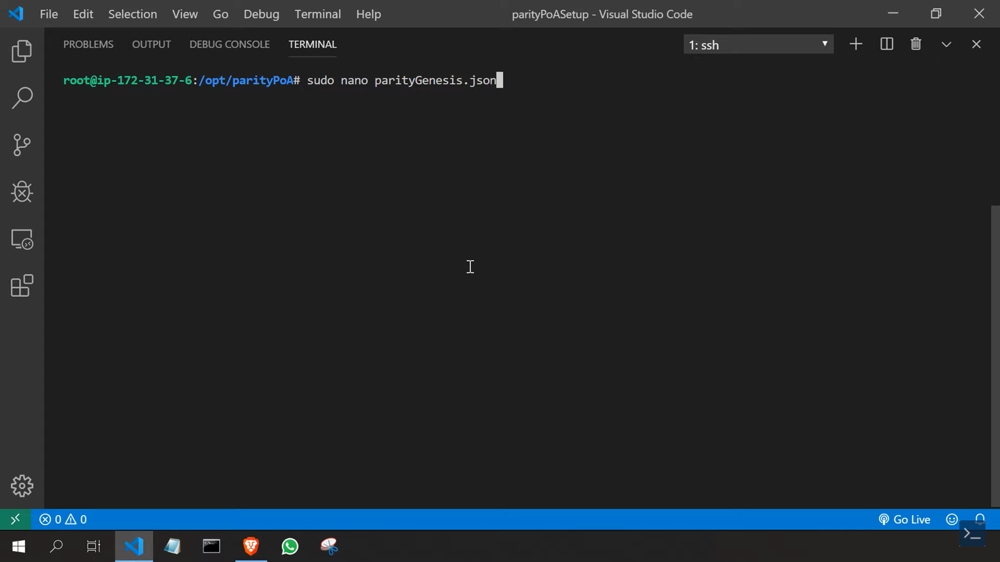 File Edit Selection View Go Debug Terminal Help
parityPoASetup - Visual Studio Code
PROBLEMS OUTPUT DEBUG CONSOLE TERMINAL
1: ssh
root@ip-172-31-37-6:/opt/parityPoA# sudo nano parityGenesis.json
0 0
Go Live